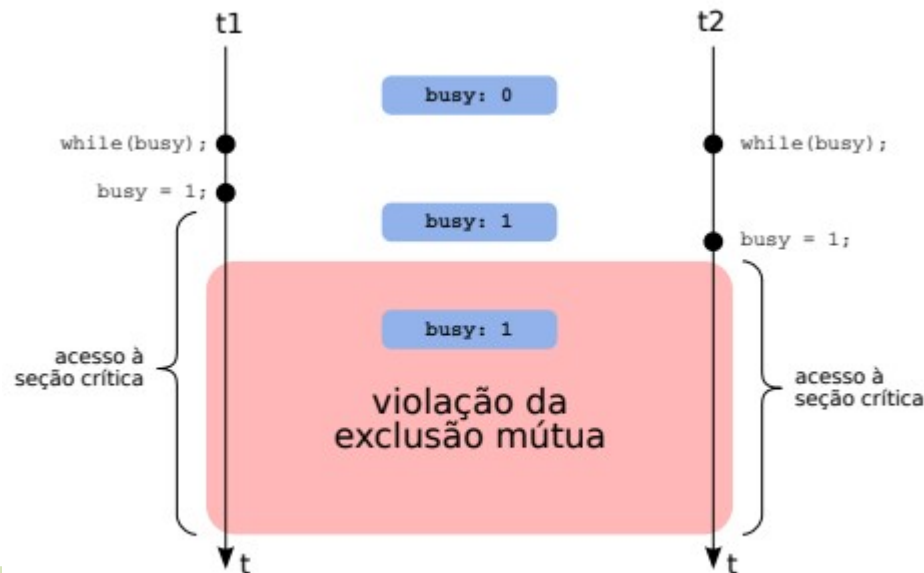 t1
t2
busy: 0
while(busy);
while(busy);
busy = 1;
busy: 1
busy = 1;
busy: 1
acesso à
seção crítica
violação da
exclusão mútua
acesso à
seção crítica
t
t